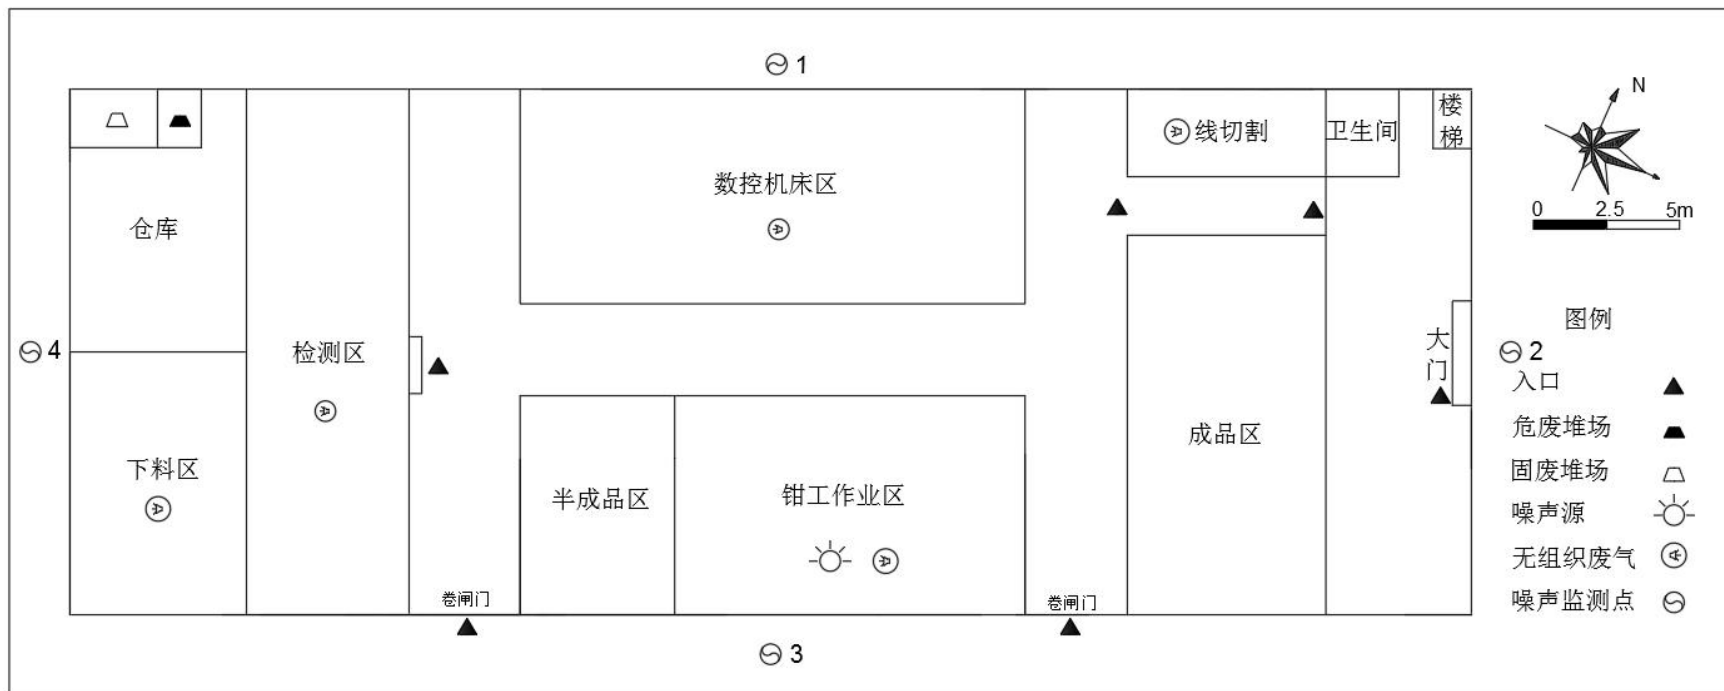 1
N
楼梯
线切割
卫生间
数控机床区
0 2.5 5m
仓库
图例
4
检测区
大门
2
入口
危废堆场
成品区
下料区
固废堆场
半成品区
钳工作业区
噪声源
无组织废气
卷闸门
卷闸门
噪声监测点
3